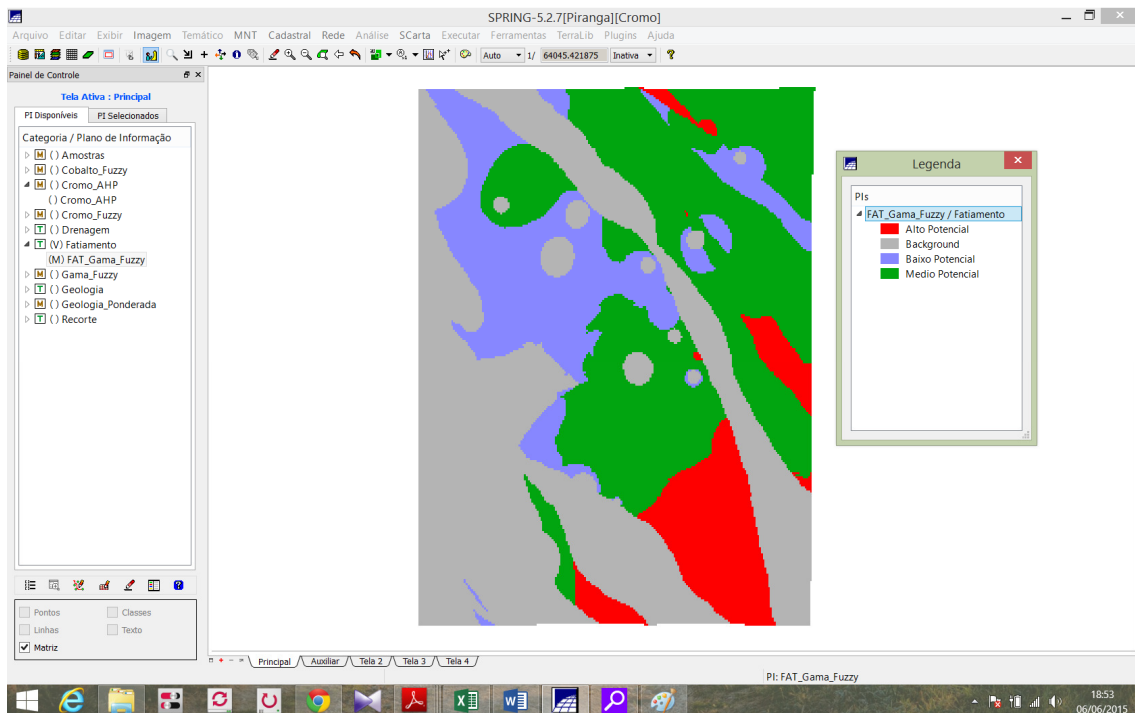 SPRING-5.2.7[Piranga][Cromo]
Arquivo Editar Exibir Imagem Temático MNT Cadastral Rede Análise SCarta Executar Ferramentas TerraLib Plugins Ajuda
Auto 1/ 64045.421875 Inativa
Painel de Controle
Tela Ativa : Principal
PI Disponíveis PI Selecionados
Categoria / Plano de Informação
M ( ) Amostras
M ( ) Cobalto_Fuzzy
M ( ) Cromo_AHP
( ) Cromo_AHP
M ( ) Cromo_Fuzzy
T ( ) Drenagem
T (V) Fatiamento
(M) FAT_Gama_Fuzzy
M ( ) Gama_Fuzzy
T ( ) Geologia
M ( ) Geologia_Ponderada
T ( ) Recorte
Pontos Classes
Linhas Texto
Matriz
Legenda
PIs
FAT_Gama_Fuzzy / Fatiamento
Alto Potencial
Background
Baixo Potencial
Medio Potencial
Principal Auxiliar Tela 2 Tela 3 Tela 4
PI: FAT_Gama_Fuzzy
18:53
06/06/2015